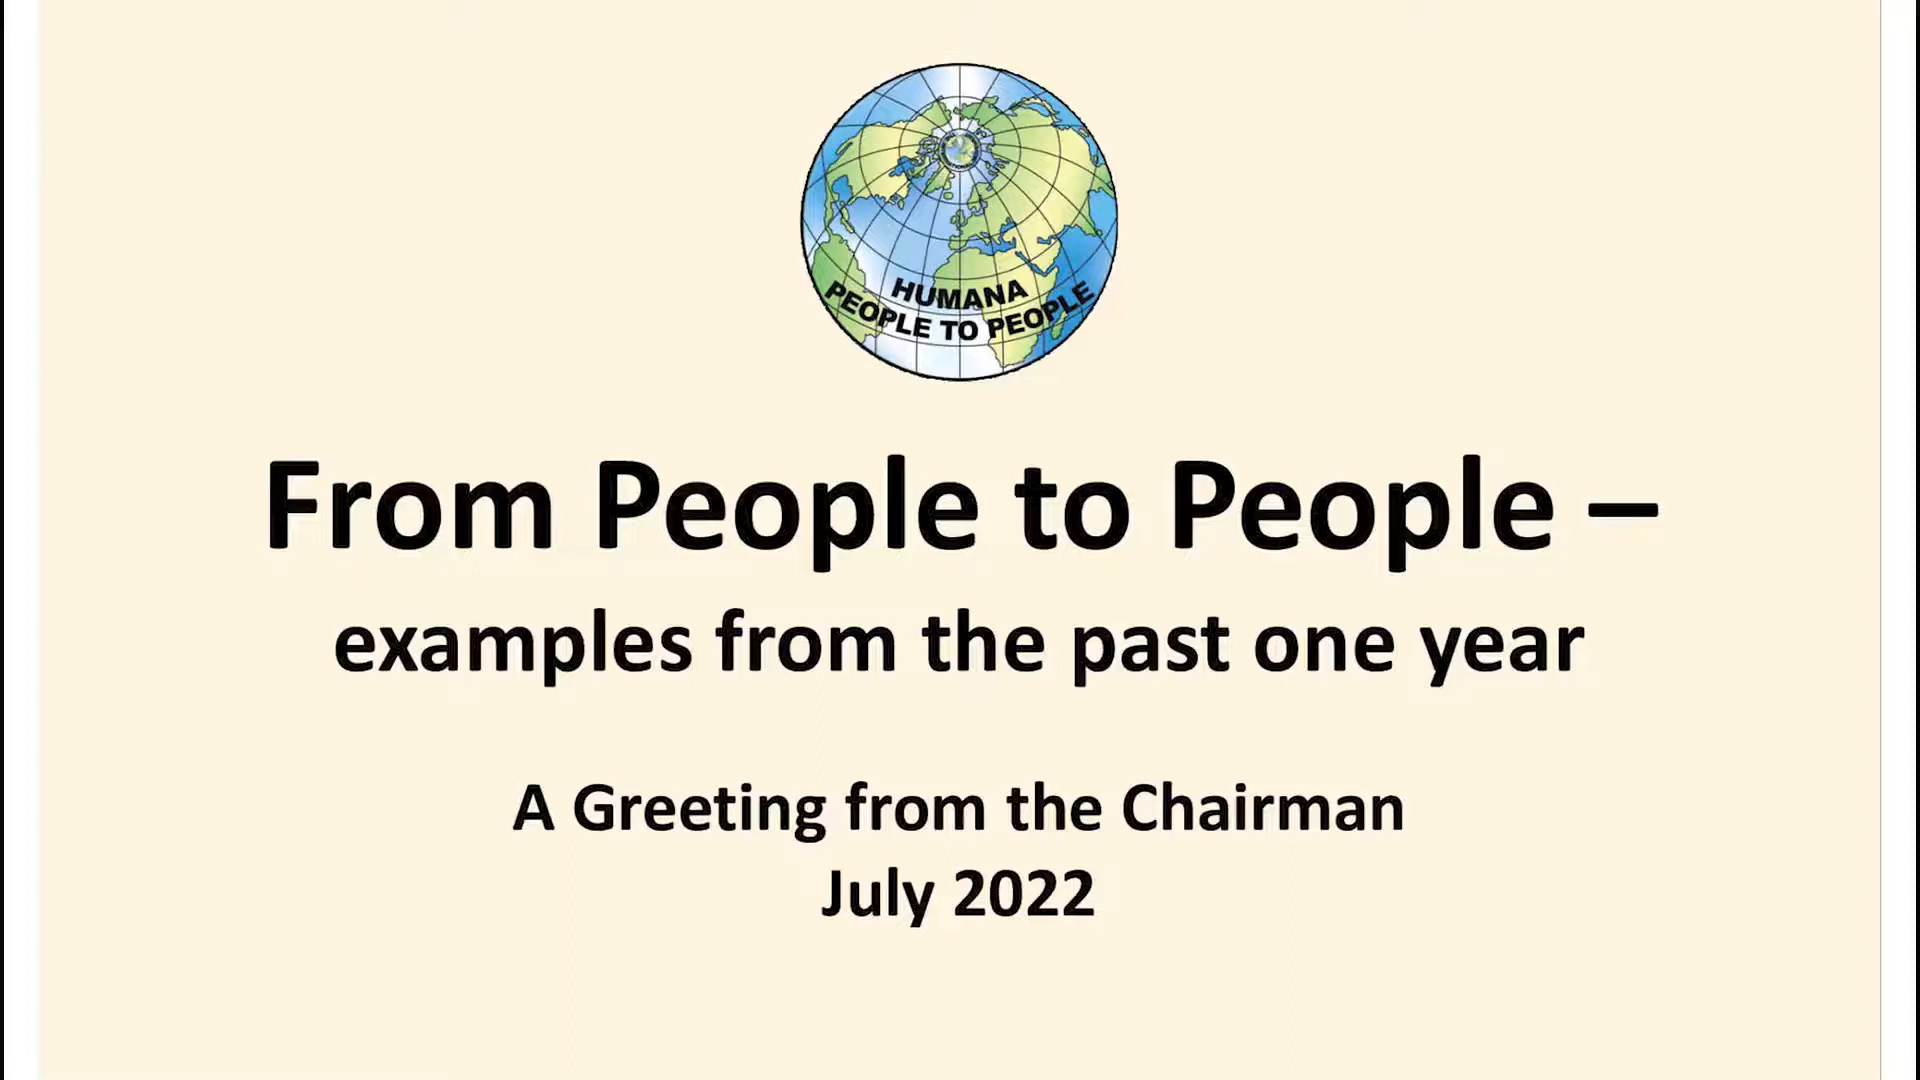 HUMANA
PEOPLE TO PEOPLE
From People to People –
examples from the past one year
A Greeting from the Chairman
July 2022